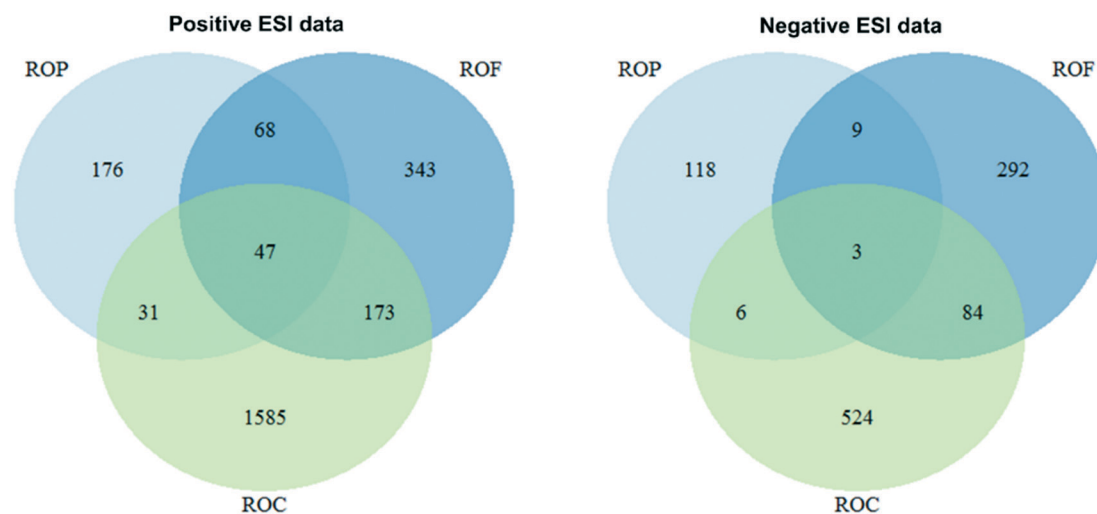 Positive ESI data
ROP
ROF
68
176
343
47
31
173
1585
ROC
Negative ESI data
ROP
ROF
9
118
292
3
6
84
524
ROC